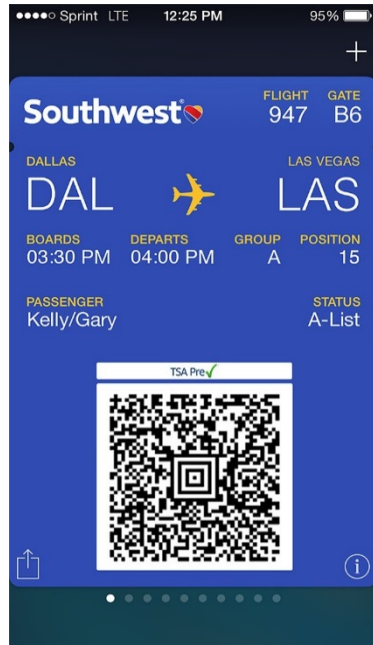 Sprint LTE 12:25 PM 95%
+
Southwest
FLIGHT GATE
947 B6
DALLAS LAS VEGAS
DAL LAS
BOARDS DEPARTS GROUP POSITION
03:30 PM 04:00 PM A 15
PASSENGER STATUS
Kelly/Gary A-List
TSA Pre✓
i